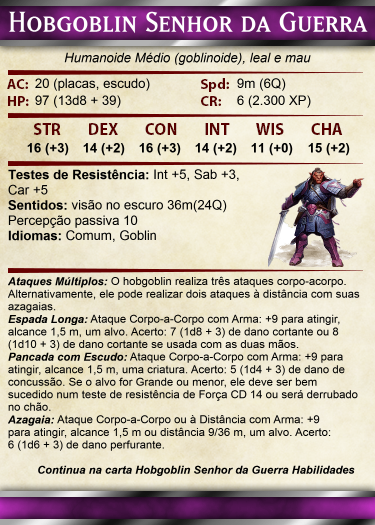 Hobgoblin Senhor da Guerra
Humanoide Médio (goblinoide), leal e mau
AC: 20 (placas, escudo) Spd: 9m (6Q)
HP: 97 (13d8 + 39) CR: 6 (2.300 XP)
STR DEX CON INT WIS CHA
16 (+3) 14 (+2) 16 (+3) 14 (+2) 11 (+0) 15 (+2)
Testes de Resistência: Int +5, Sab +3,
Car +5
Sentidos: visão no escuro 36m(24Q)
Percepção passiva 10
Idiomas: Comum, Goblin
Ataques Múltiplos: O hobgoblin realiza três ataques corpo-acorpo.
Alternativamente, ele pode realizar dois ataques à distância com suas
azagaias.
Espada Longa: Ataque Corpo-a-Corpo com Arma: +9 para atingir,
alcance 1,5 m, um alvo. Acerto: 7 (1d8 + 3) de dano cortante ou 8
(1d10 + 3) de dano cortante se usada com as duas mãos.
Pancada com Escudo: Ataque Corpo-a-Corpo com Arma: +9 para
atingir, alcance 1,5 m, uma criatura. Acerto: 5 (1d4 + 3) de dano de
concussão. Se o alvo for Grande ou menor, ele deve ser bem
sucedido num teste de resistência de Força CD 14 ou será derrubado
no chão.
Azagaia: Ataque Corpo-a-Corpo ou à Distância com Arma: +9
para atingir, alcance 1,5 m ou distância 9/36 m, um alvo. Acerto:
6 (1d6 + 3) de dano perfurante.
Continua na carta Hobgoblin Senhor da Guerra Habilidades